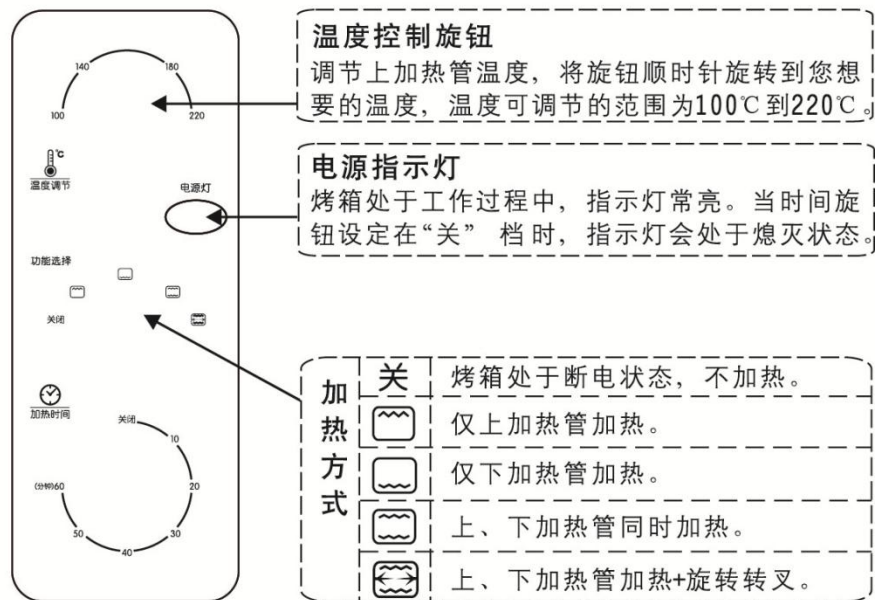 140
180
100
220
℃
温度调节
电源灯
功能选择
关闭
加热时间
关闭
10
(分钟)60
20
50
30
40
温度控制旋钮
调节上加热管温度，将旋钮顺时针旋转到您想
要的温度，温度可调节的范围为100℃到220℃。
电源指示灯
烤箱处于工作过程中，指示灯常亮。当时间旋
钮设定在“关” 档时，指示灯会处于熄灭状态。
加热方式
关 烤箱处于断电状态，不加热。
仅上加热管加热。
仅下加热管加热。
上、下加热管同时加热。
上、下加热管加热+旋转转叉。